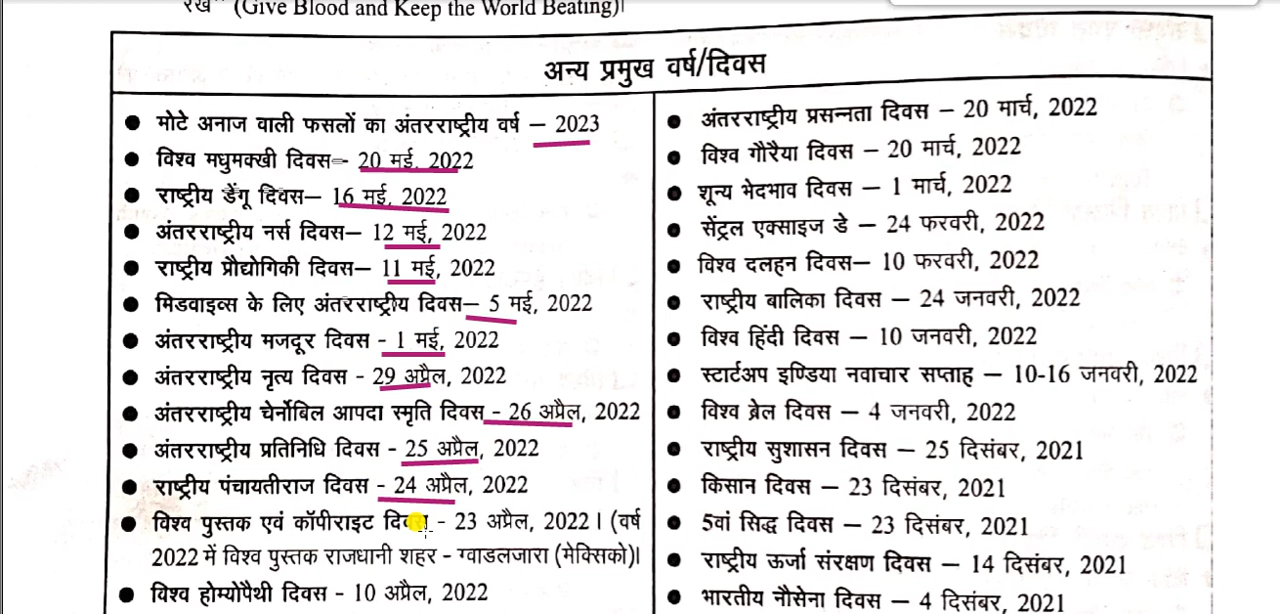 रखें" (Give Blood and Keep the World Beating)।
अन्य प्रमुख वर्ष/दिवस
● मोटे अनाज वाली फसलों का अंतरराष्ट्रीय वर्ष – 2023
● विश्व मधुमक्खी दिवस– 20 मई, 2022
● राष्ट्रीय डेंगू दिवस– 16 मई, 2022
● अंतरराष्ट्रीय नर्स दिवस– 12 मई, 2022
● राष्ट्रीय प्रौद्योगिकी दिवस– 11 मई, 2022
● मिडवाइव्स के लिए अंतरराष्ट्रीय दिवस– 5 मई, 2022
● अंतरराष्ट्रीय मजदूर दिवस - 1 मई, 2022
● अंतरराष्ट्रीय नृत्य दिवस - 29 अप्रैल, 2022
● अंतरराष्ट्रीय चेर्नोबिल आपदा स्मृति दिवस - 26 अप्रैल, 2022
● अंतरराष्ट्रीय प्रतिनिधि दिवस - 25 अप्रैल, 2022
● राष्ट्रीय पंचायतीराज दिवस - 24 अप्रैल, 2022
● विश्व पुस्तक एवं कॉपीराइट दिवस - 23 अप्रैल, 2022। (वर्ष
2022 में विश्व पुस्तक राजधानी शहर - ग्वाडलजारा (मेक्सिको)।
● विश्व होम्योपैथी दिवस - 10 अप्रैल, 2022
● अंतरराष्ट्रीय प्रसन्नता दिवस – 20 मार्च, 2022
● विश्व गौरैया दिवस – 20 मार्च, 2022
● शून्य भेदभाव दिवस – 1 मार्च, 2022
● सेंट्रल एक्साइज डे – 24 फरवरी, 2022
● विश्व दलहन दिवस– 10 फरवरी, 2022
● राष्ट्रीय बालिका दिवस – 24 जनवरी, 2022
● विश्व हिंदी दिवस – 10 जनवरी, 2022
● स्टार्टअप इण्डिया नवाचार सप्ताह – 10-16 जनवरी, 2022
● विश्व ब्रेल दिवस – 4 जनवरी, 2022
● राष्ट्रीय सुशासन दिवस – 25 दिसंबर, 2021
● किसान दिवस – 23 दिसंबर, 2021
● 5वां सिद्ध दिवस – 23 दिसंबर, 2021
● राष्ट्रीय ऊर्जा संरक्षण दिवस – 14 दिसंबर, 2021
● भारतीय नौसेना दिवस – 4 दिसंबर, 2021